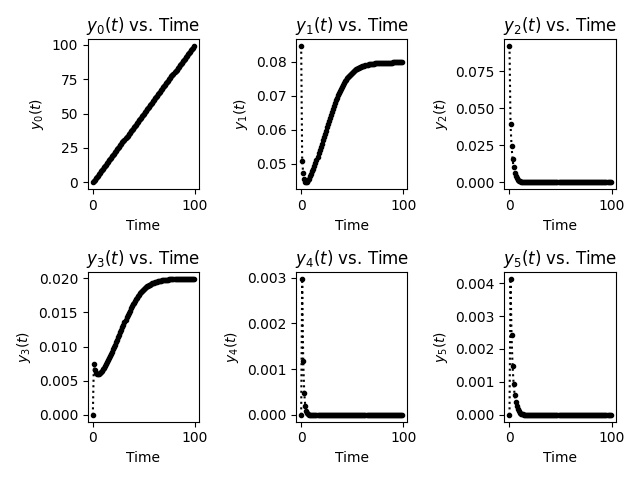 y₀(t) vs. Time
100
75
50
25
0
y₀(t)
0 100
Time
y₁(t) vs. Time
0.08
0.07
0.06
0.05
y₁(t)
0 100
Time
y₂(t) vs. Time
0.075
0.050
0.025
0.000
y₂(t)
0 100
Time
y₃(t) vs. Time
0.020
0.015
0.010
0.005
0.000
y₃(t)
0 100
Time
y₄(t) vs. Time
0.003
0.002
0.001
0.000
y₄(t)
0 100
Time
y₅(t) vs. Time
0.004
0.003
0.002
0.001
0.000
y₅(t)
0 100
Time